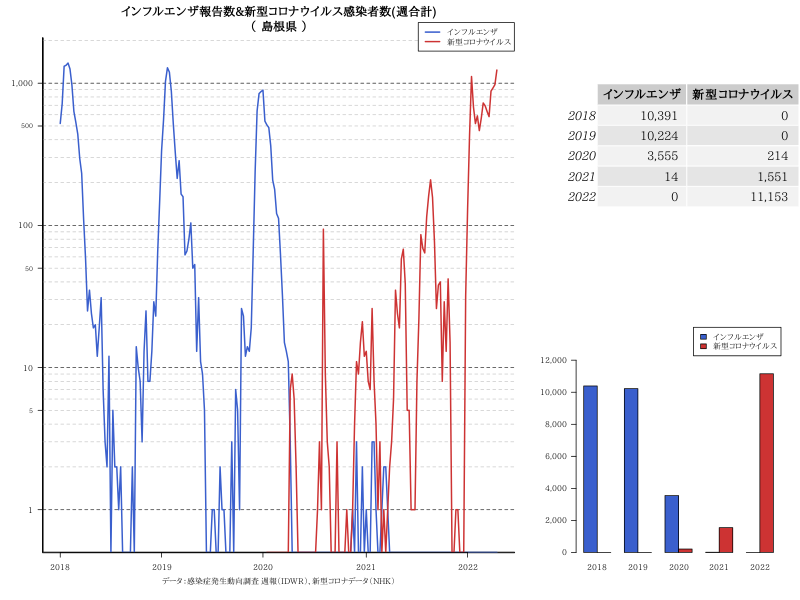 インフルエンザ報告数&新型コロナウイルス感染者数(週合計)
（ 島根県 ）
インフルエンザ
新型コロナウイルス
1,000
500
100
50
10
5
1
2018 2019 2020 2021 2022
データ：感染症発生動向調査 週報（IDWR）、新型コロナデータ（NHK）
インフルエンザ 新型コロナウイルス
2018 10,391 0
2019 10,224 0
2020 3,555 214
2021 14 1,551
2022 0 11,153
インフルエンザ
新型コロナウイルス
12,000
10,000
8,000
6,000
4,000
2,000
0
2018 2019 2020 2021 2022